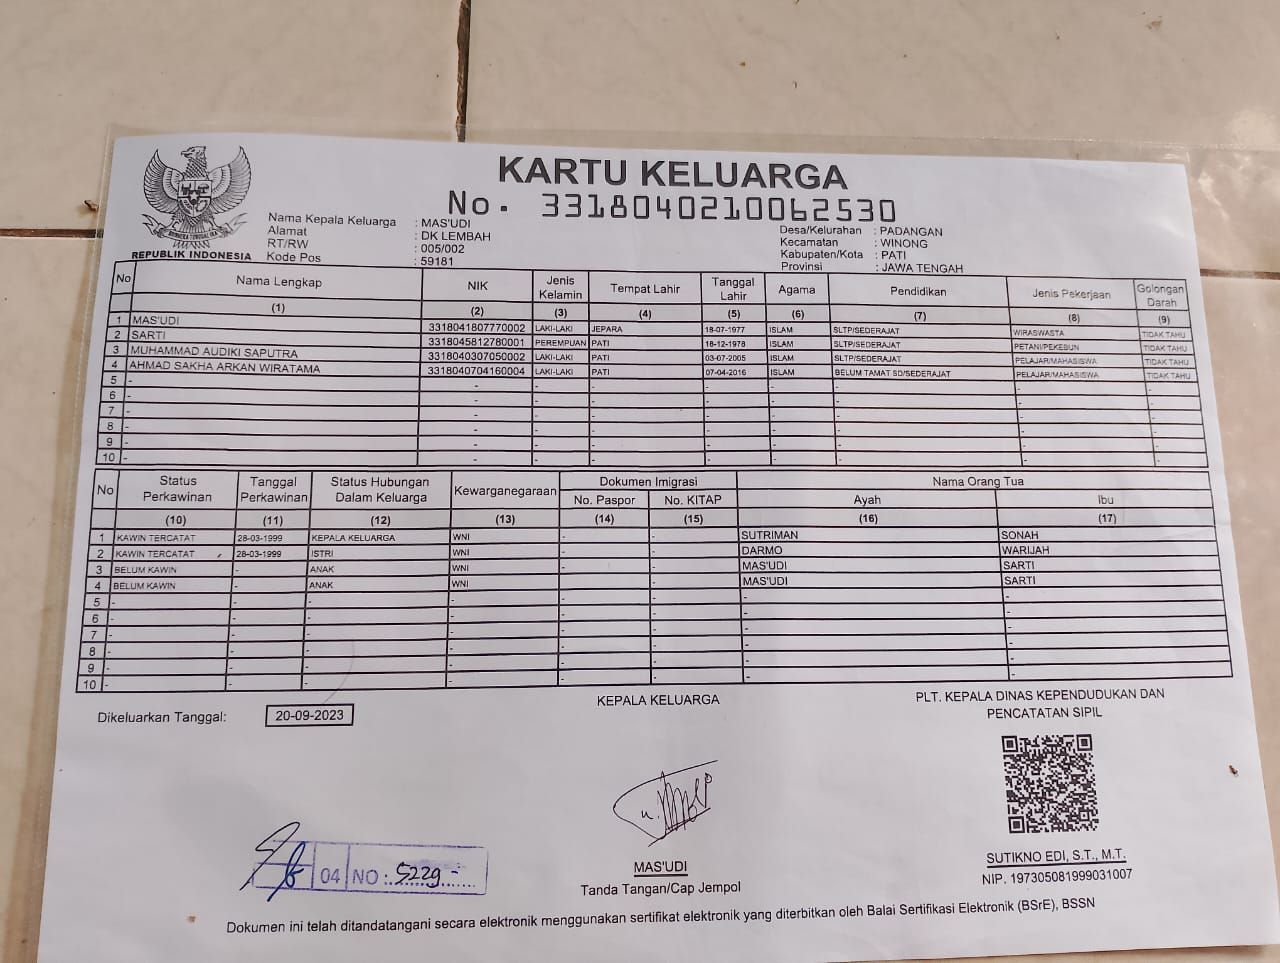 KARTU KELUARGA
No. 3318040210062530
REPUBLIK INDONESIA
Nama Kepala Keluarga : MAS'UDI
Alamat : DK LEMBAH
RT/RW : 005/002
Kode Pos : 59181
Desa/Kelurahan : PADANGAN
Kecamatan : WINONG
Kabupaten/Kota : PATI
Provinsi : JAWA TENGAH
No Nama Lengkap NIK Jenis Kelamin Tempat Lahir Tanggal Lahir Agama Pendidikan Jenis Pekerjaan Golongan Darah
(1) (2) (3) (4) (5) (6) (7) (8) (9)
1 MAS'UDI 3318041807770002 LAKI-LAKI JEPARA 18-07-1977 ISLAM SLTP/SEDERAJAT WIRASWASTA TIDAK TAHU
2 SARTI 3318045812780001 PEREMPUAN PATI 18-12-1978 ISLAM SLTP/SEDERAJAT PETANI/PEKEBUN TIDAK TAHU
3 MUHAMMAD AUDIKI SAPUTRA 3318040307050002 LAKI-LAKI PATI 03-07-2005 ISLAM SLTP/SEDERAJAT PELAJAR/MAHASISWA TIDAK TAHU
4 AHMAD SAKHA ARKAN WIRATAMA 3318040704160004 LAKI-LAKI PATI 07-04-2016 ISLAM BELUM TAMAT SD/SEDERAJAT PELAJAR/MAHASISWA TIDAK TAHU
5 - - - - - - - - -
6 - - - - - - - - -
7 - - - - - - - - -
8 - - - - - - - - -
9 - - - - - - - - -
10 - - - - - - - - -
No Status Perkawinan Tanggal Perkawinan Status Hubungan Dalam Keluarga Kewarganegaraan Dokumen Imigrasi Nama Orang Tua
No. Paspor No. KITAP Ayah Ibu
(10) (11) (12) (13) (14) (15) (16) (17)
1 KAWIN TERCATAT 28-03-1999 KEPALA KELUARGA WNI - - SUTRIMAN SONAH
2 KAWIN TERCATAT 28-03-1999 ISTRI WNI - - DARMO WARIJAH
3 BELUM KAWIN - ANAK WNI - - MAS'UDI SARTI
4 BELUM KAWIN - ANAK WNI - - MAS'UDI SARTI
5 - - - - - - - -
6 - - - - - - - -
7 - - - - - - - -
8 - - - - - - - -
9 - - - - - - - -
10 - - - - - - - -
Dikeluarkan Tanggal: 20-09-2023
KEPALA KELUARGA
MAS'UDI
Tanda Tangan/Cap Jempol
PLT. KEPALA DINAS KEPENDUDUKAN DAN
PENCATATAN SIPIL
SUTIKNO EDI, S.T., M.T.
NIP. 197305081999031007
04 NO: 5229 -
Dokumen ini telah ditandatangani secara elektronik menggunakan sertifikat elektronik yang diterbitkan oleh Balai Sertifikasi Elektronik (BSrE), BSSN